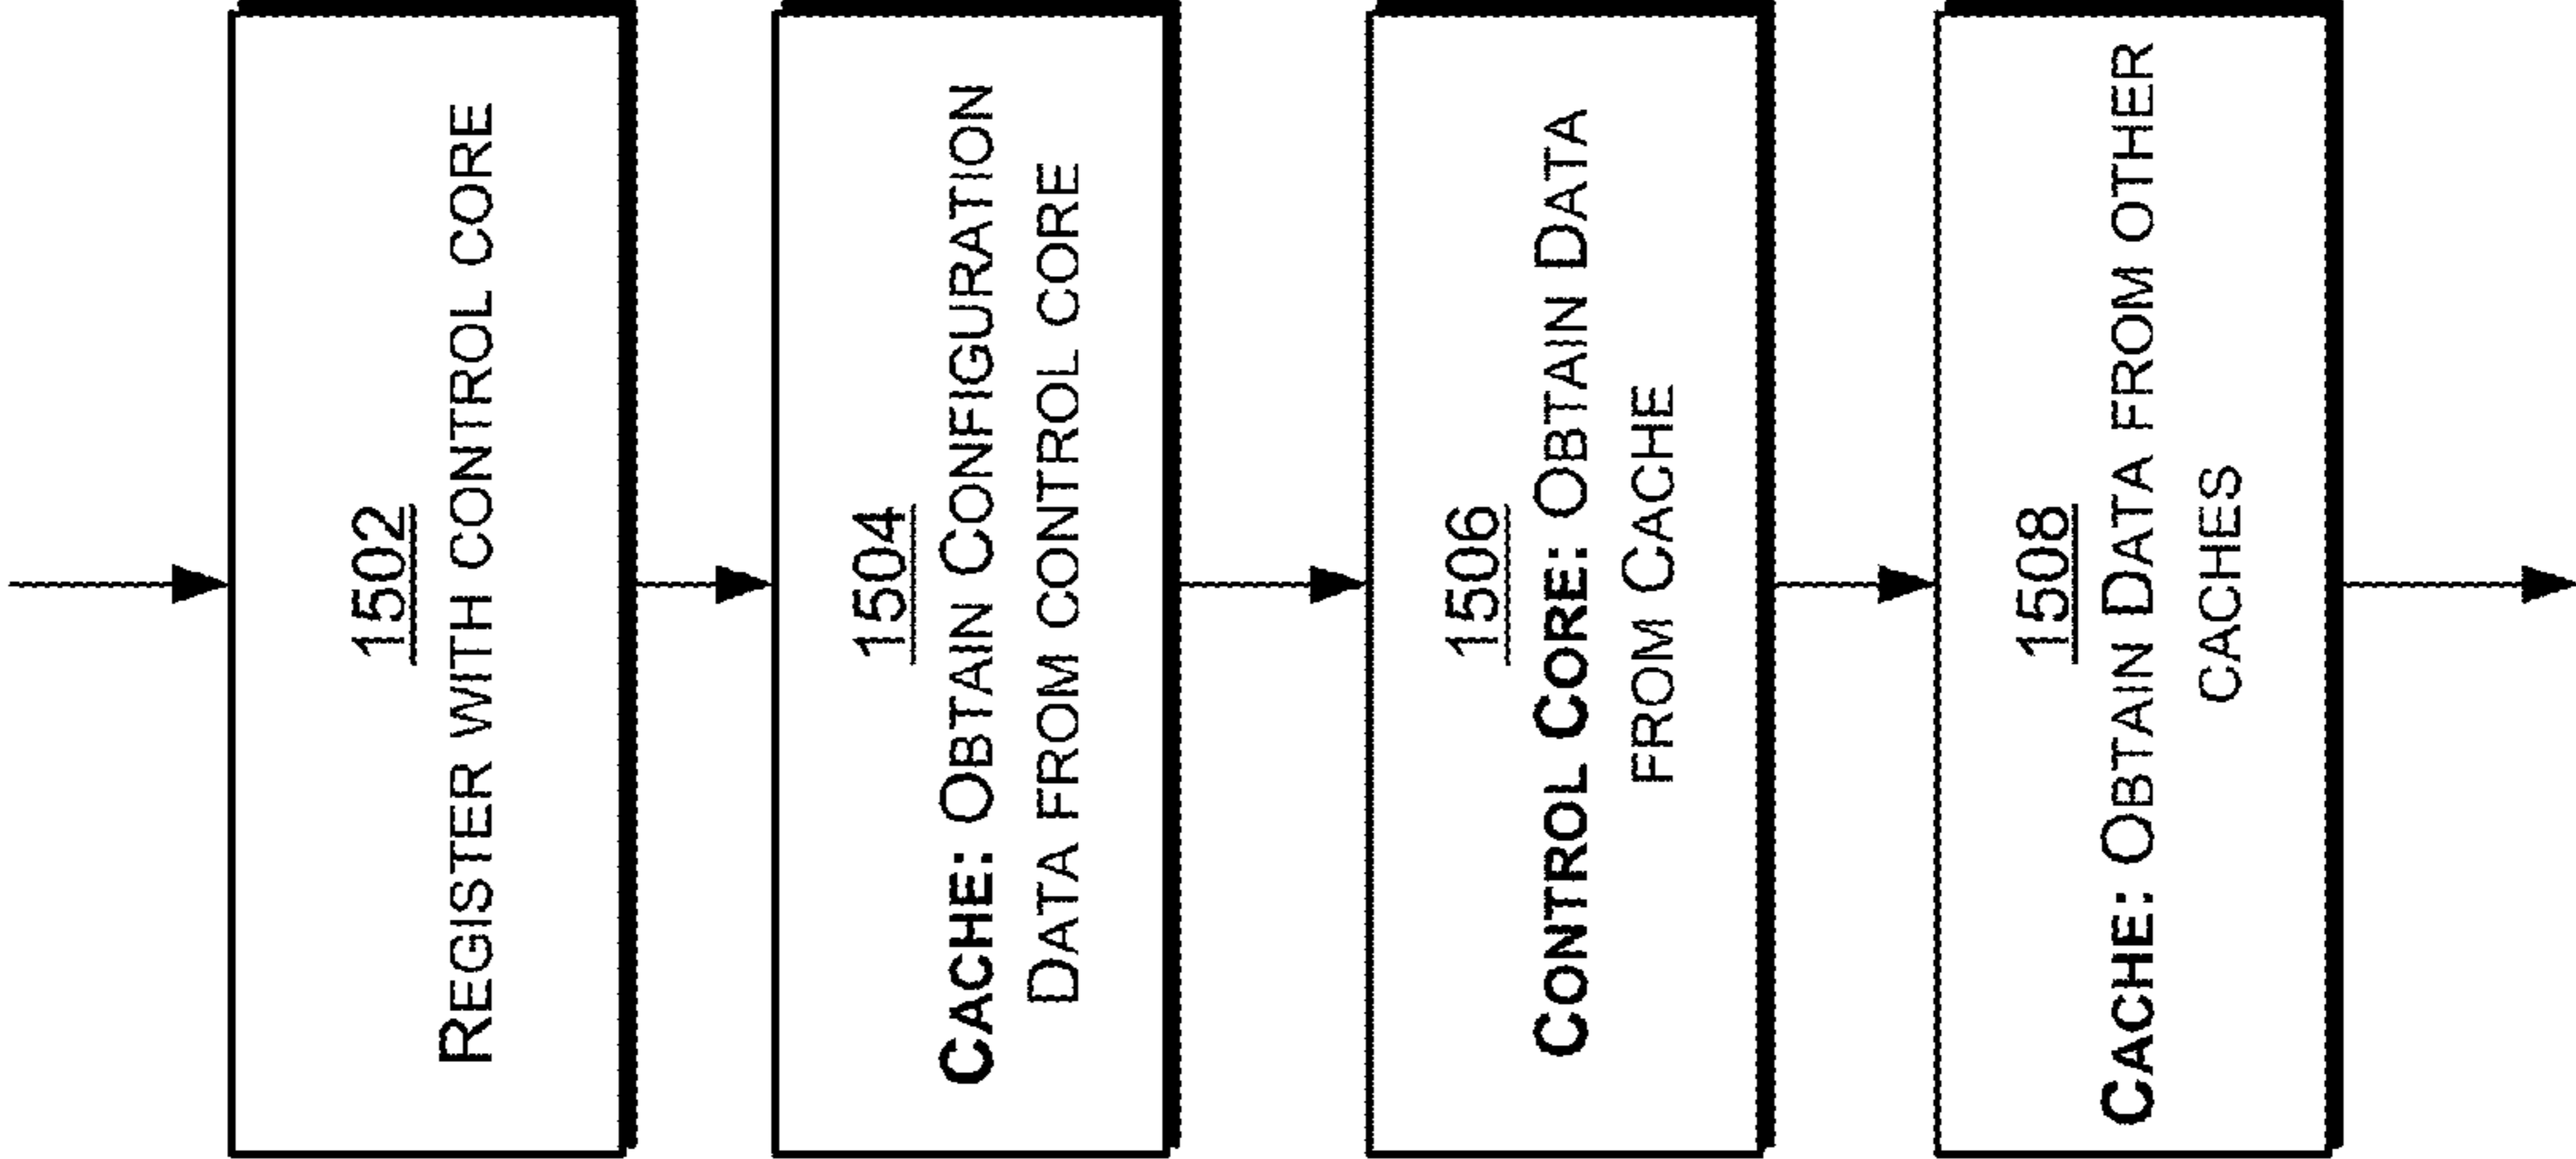 1502
REGISTER WITH CONTROL CORE
1504
CACHE: OBTAIN CONFIGURATION
DATA FROM CONTROL CORE
1506
CONTROL CORE: OBTAIN DATA
FROM CACHE
1508
CACHE: OBTAIN DATA FROM OTHER
CACHES